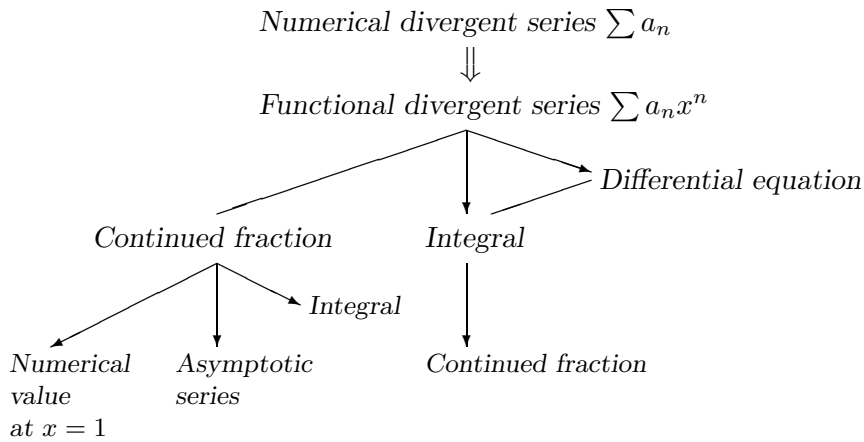 Numerical divergent series ∑ aₙ
⇓
Functional divergent series ∑ aₙxⁿ
Differential equation
Continued fraction
Integral
Integral
Numerical
value
at x = 1
Asymptotic
series
Continued fraction